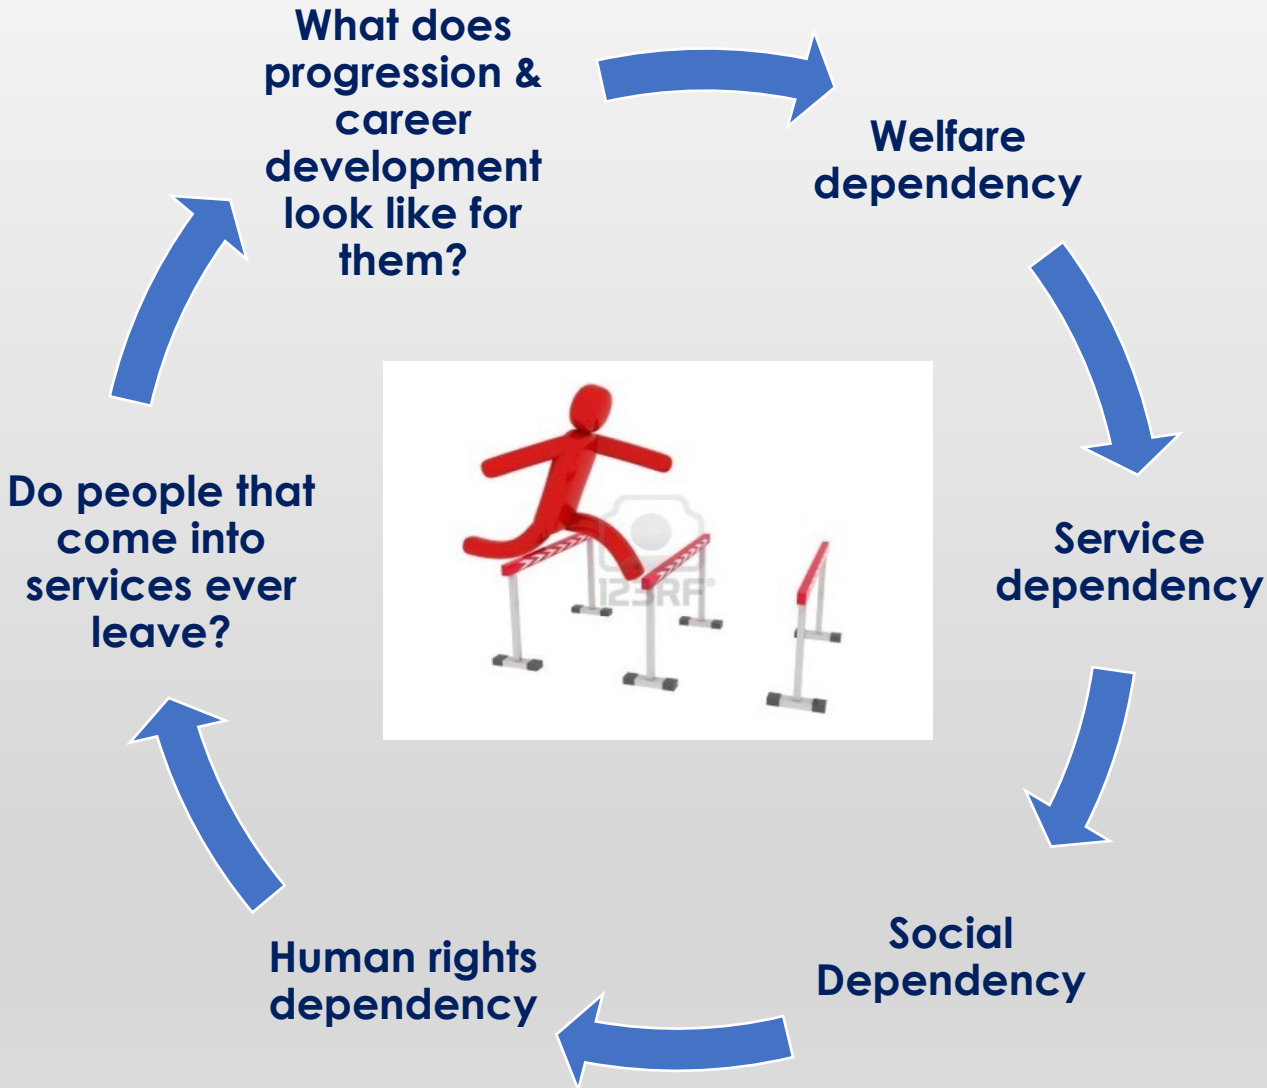 What does
progression &
career
development
look like for
them?
Welfare
dependency
Service
dependency
Social
Dependency
Human rights
dependency
Do people that
come into
services ever
leave?
123RF